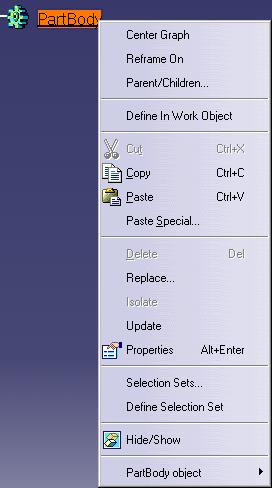 PartBody
Center Graph
Reframe On
Parent/Children...
Define In Work Object
Cut Ctrl+X
Copy Ctrl+C
Paste Ctrl+V
Paste Special...
Delete Del
Replace...
Isolate
Update
Properties Alt+Enter
Selection Sets...
Define Selection Set
Hide/Show
PartBody object